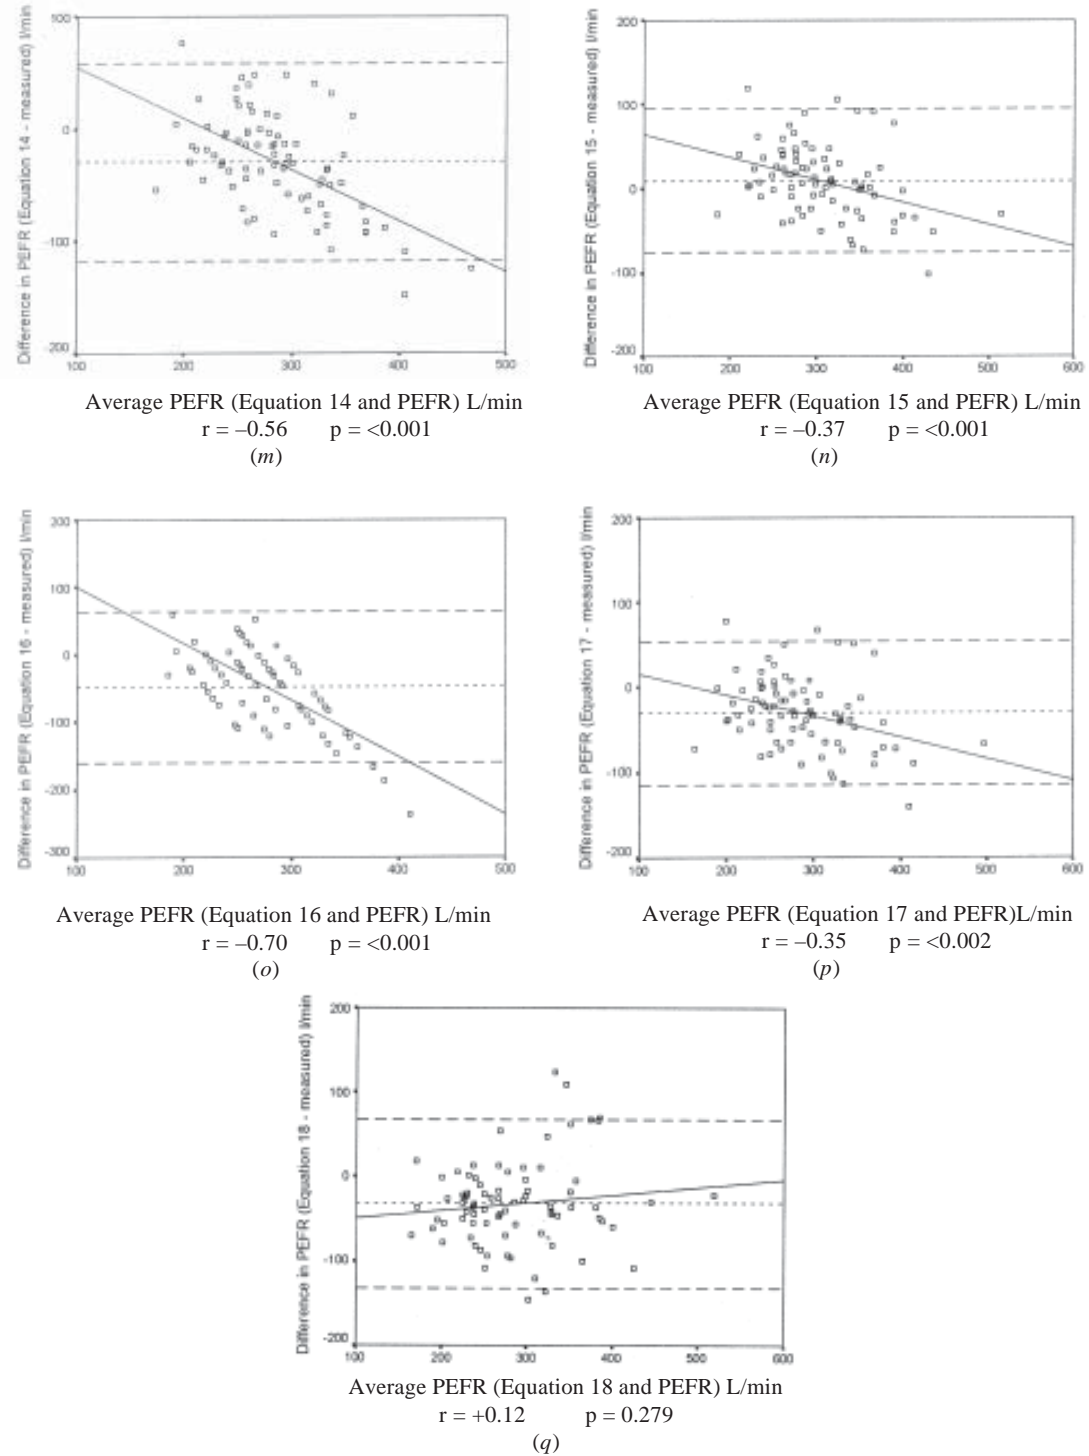 Difference in PEFR (Equation 14 - measured) l/min
100
0
-100
-200
100 200 300 400 500
Average PEFR (Equation 14 and PEFR) L/min
r = –0.56 p = <0.001
(m)
Difference in PEFR (Equation 15 - measured) l/min
200
100
0
-100
-200
100 200 300 400 500 600
Average PEFR (Equation 15 and PEFR) L/min
r = –0.37 p = <0.001
(n)
Difference in PEFR (Equation 16 - measured) l/min
200
100
0
-100
-200
-300
100 200 300 400 500
Average PEFR (Equation 16 and PEFR) L/min
r = –0.70 p = <0.001
(o)
Difference in PEFR (Equation 17 - measured) l/min
200
100
0
-100
-200
100 200 300 400 500 600
Average PEFR (Equation 17 and PEFR)L/min
r = –0.35 p = <0.002
(p)
Difference in PEFR (Equation 18 - measured) l/min
200
100
0
-100
-200
100 200 300 400 500 600
Average PEFR (Equation 18 and PEFR) L/min
r = +0.12 p = 0.279
(q)